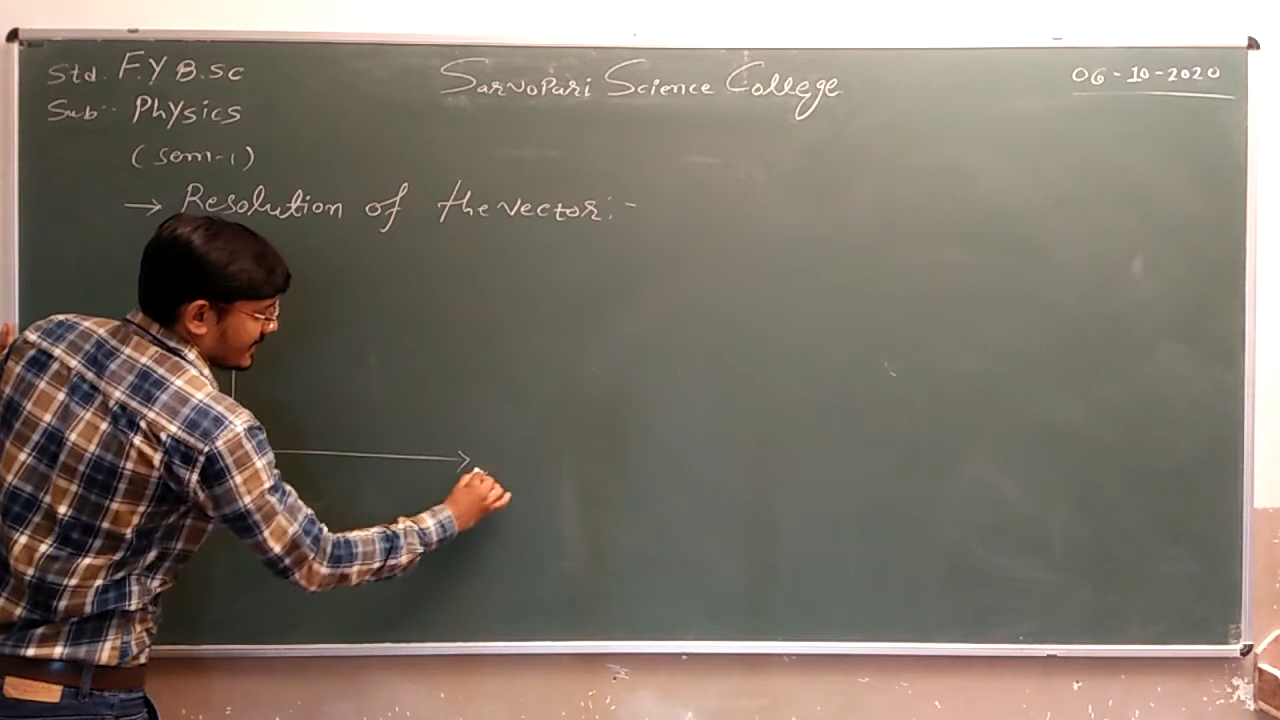 Std. F.Y B.Sc
Sarvopari Science College
06-10-2020
Sub:- Physics
(Sem-1)
→ Resolution of the vector:-